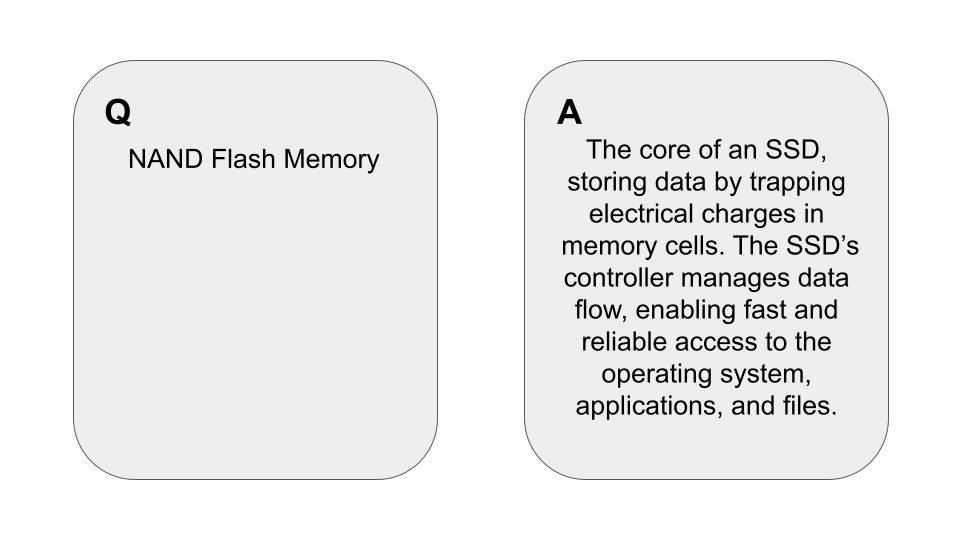 Q
NAND Flash Memory
A
The core of an SSD,
storing data by trapping
electrical charges in
memory cells. The SSD’s
controller manages data
flow, enabling fast and
reliable access to the
operating system,
applications, and files.